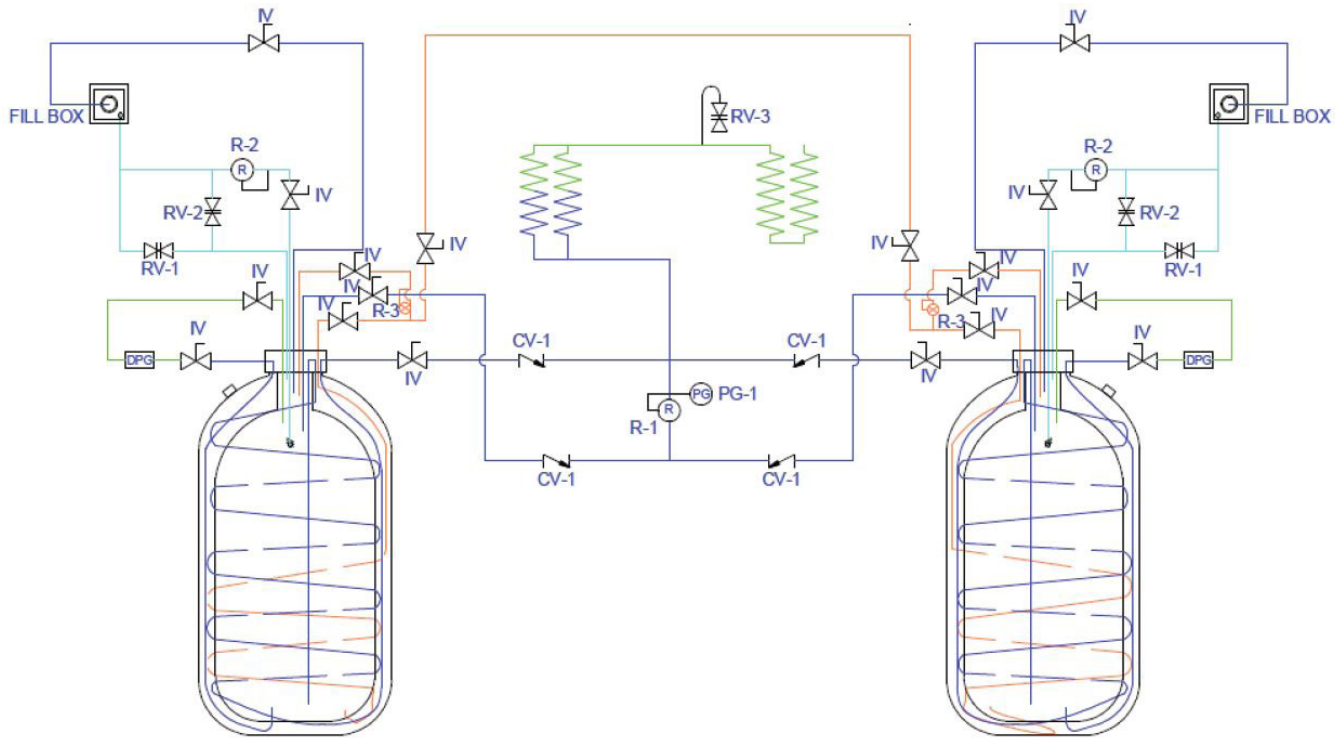 IV
IV
FILL BOX
FILL BOX
RV-3
R-2
R
R-2
R
IV
IV
RV-2
RV-2
RV-1
RV-1
IV
IV
IV
IV
IV
IV
IV
IV
R-3
R-3
IV
IV
IV
IV
DPG
DPG
CV-1
CV-1
IV
IV
PG
PG-1
R
R-1
CV-1
CV-1